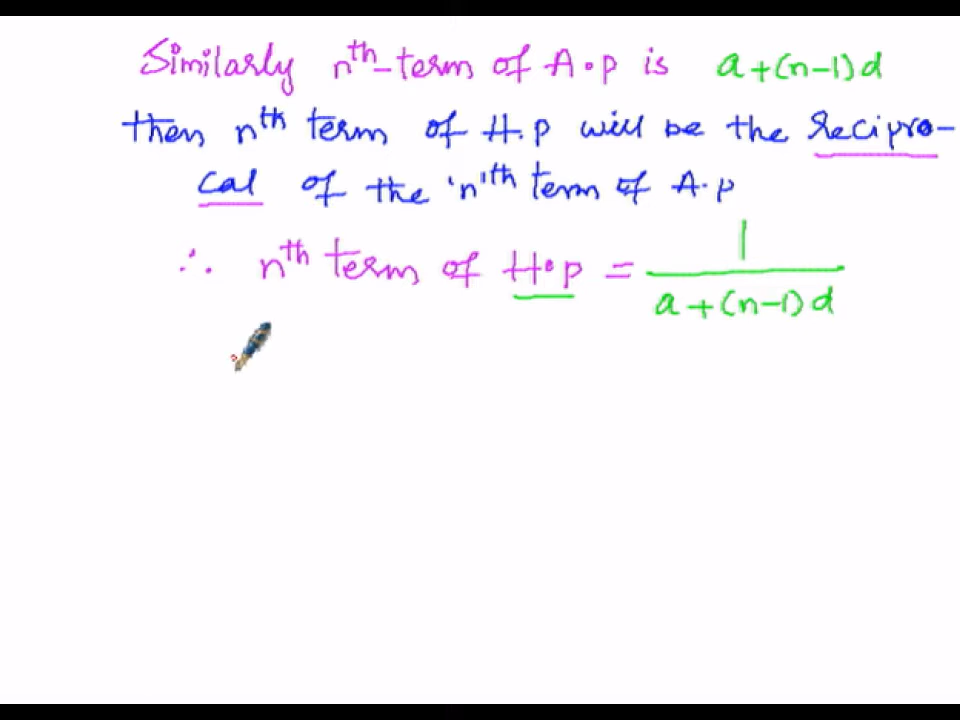 Similarly nth term of A.p is a+(n-1)d
then nth term of H.p will be the recipro-
cal of the 'n'th term of A.p
∴ nth term of H.p = 1/(a+(n-1)d)